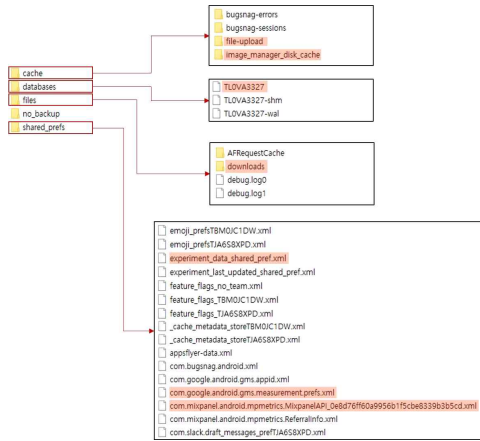 bugsnag-errors
bugsnag-sessions
file-upload
image_manager_disk_cache
cache
databases
files
no_backup
shared_prefs
TL0VA3327
TL0VA3327-shm
TL0VA3327-wal
AFRequestCache
downloads
debug.log0
debug.log1
emoji_prefsTBM0JC1DW.xml
emoji_prefsTJA6S8XPD.xml
experiment_data_shared_pref.xml
experiment_last_updated_shared_pref.xml
feature_flags_no_team.xml
feature_flags_TBM0JC1DW.xml
feature_flags_TJA6S8XPD.xml
_cache_metadata_storeTBM0JC1DW.xml
_cache_metadata_storeTJA6S8XPD.xml
appsflyer-data.xml
com.bugsnag.android.xml
com.google.android.gms.appid.xml
com.google.android.gms.measurement.prefs.xml
com.mixpanel.android.mpmetrics.MixpanelAPI_0e8d76ff60a9956b1f5cbe8339b3b5cd.xml
com.mixpanel.android.mpmetrics.ReferralInfo.xml
com.slack.draft_messages_prefTJA6S8XPD.xml